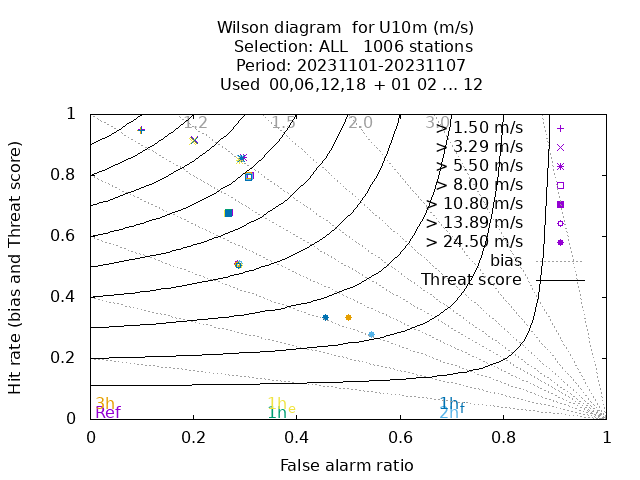 Wilson diagram  for U10m (m/s)
Selection: ALL   1006 stations
Period: 20231101-20231107
Used  00,06,12,18  + 01 02 ... 12
1.2 1.5 2.0 3.0
> 1.50 m/s
> 3.29 m/s
> 5.50 m/s
> 8.00 m/s
> 10.80 m/s
> 13.89 m/s
> 24.50 m/s
bias
Threat score
Hit rate (bias and Threat score)
1
0.8
0.6
0.4
0.2
0
3h 1h 1h
Ref 1h e 2h f
0 0.2 0.4 0.6 0.8 1
False alarm ratio